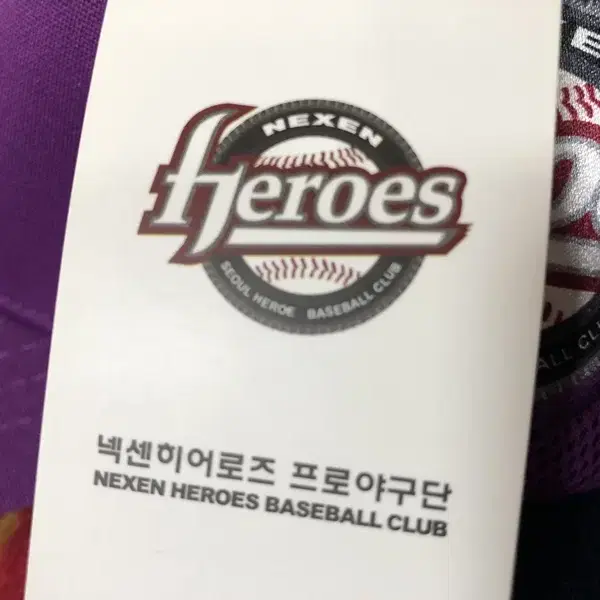 NEXEN
Heroes
SEOUL HEROE BASEBALL CLUB
넥센히어로즈 프로야구단
NEXEN HEROES BASEBALL CLUB